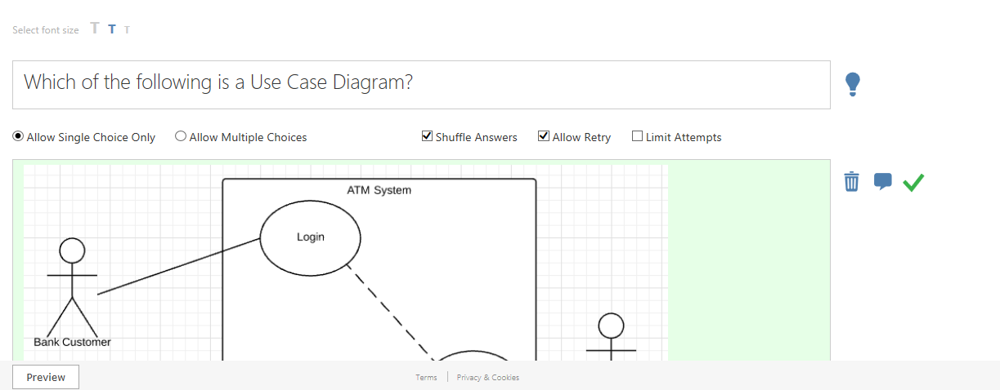 Select font size T T T
Which of the following is a Use Case Diagram?
Allow Single Choice Only Allow Multiple Choices Shuffle Answers Allow Retry Limit Attempts
ATM System
Login
Bank Customer
Preview Terms Privacy & Cookies